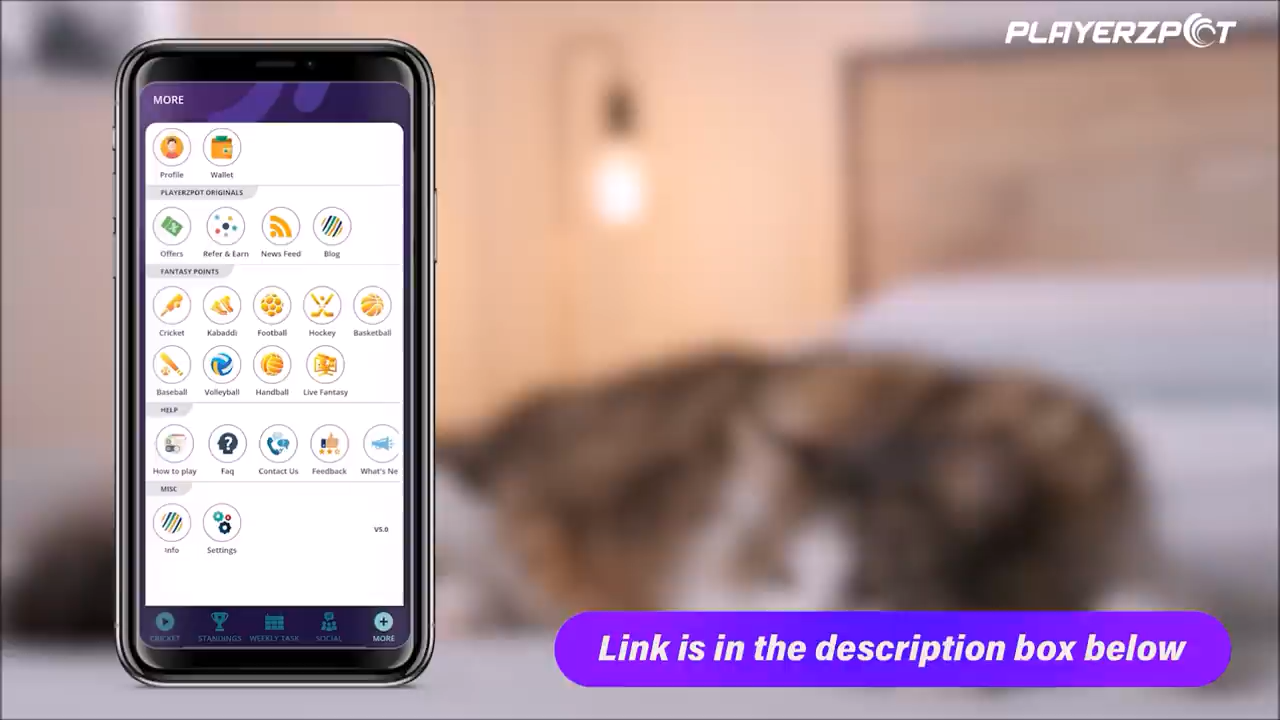 PLAYERZPOT
MORE
Profile Wallet
PLAYERZPOT ORIGINALS
Offers Refer & Earn News Feed Blog
FANTASY POINTS
Cricket Kabaddi Football Hockey Basketball
Baseball Volleyball Handball Live Fantasy
HELP
How to play Faq Contact Us Feedback What's Ne
MISC
V5.0
Info Settings
CRICKET STANDINGS WEEKLY TASK SOCIAL MORE
Link is in the description box below